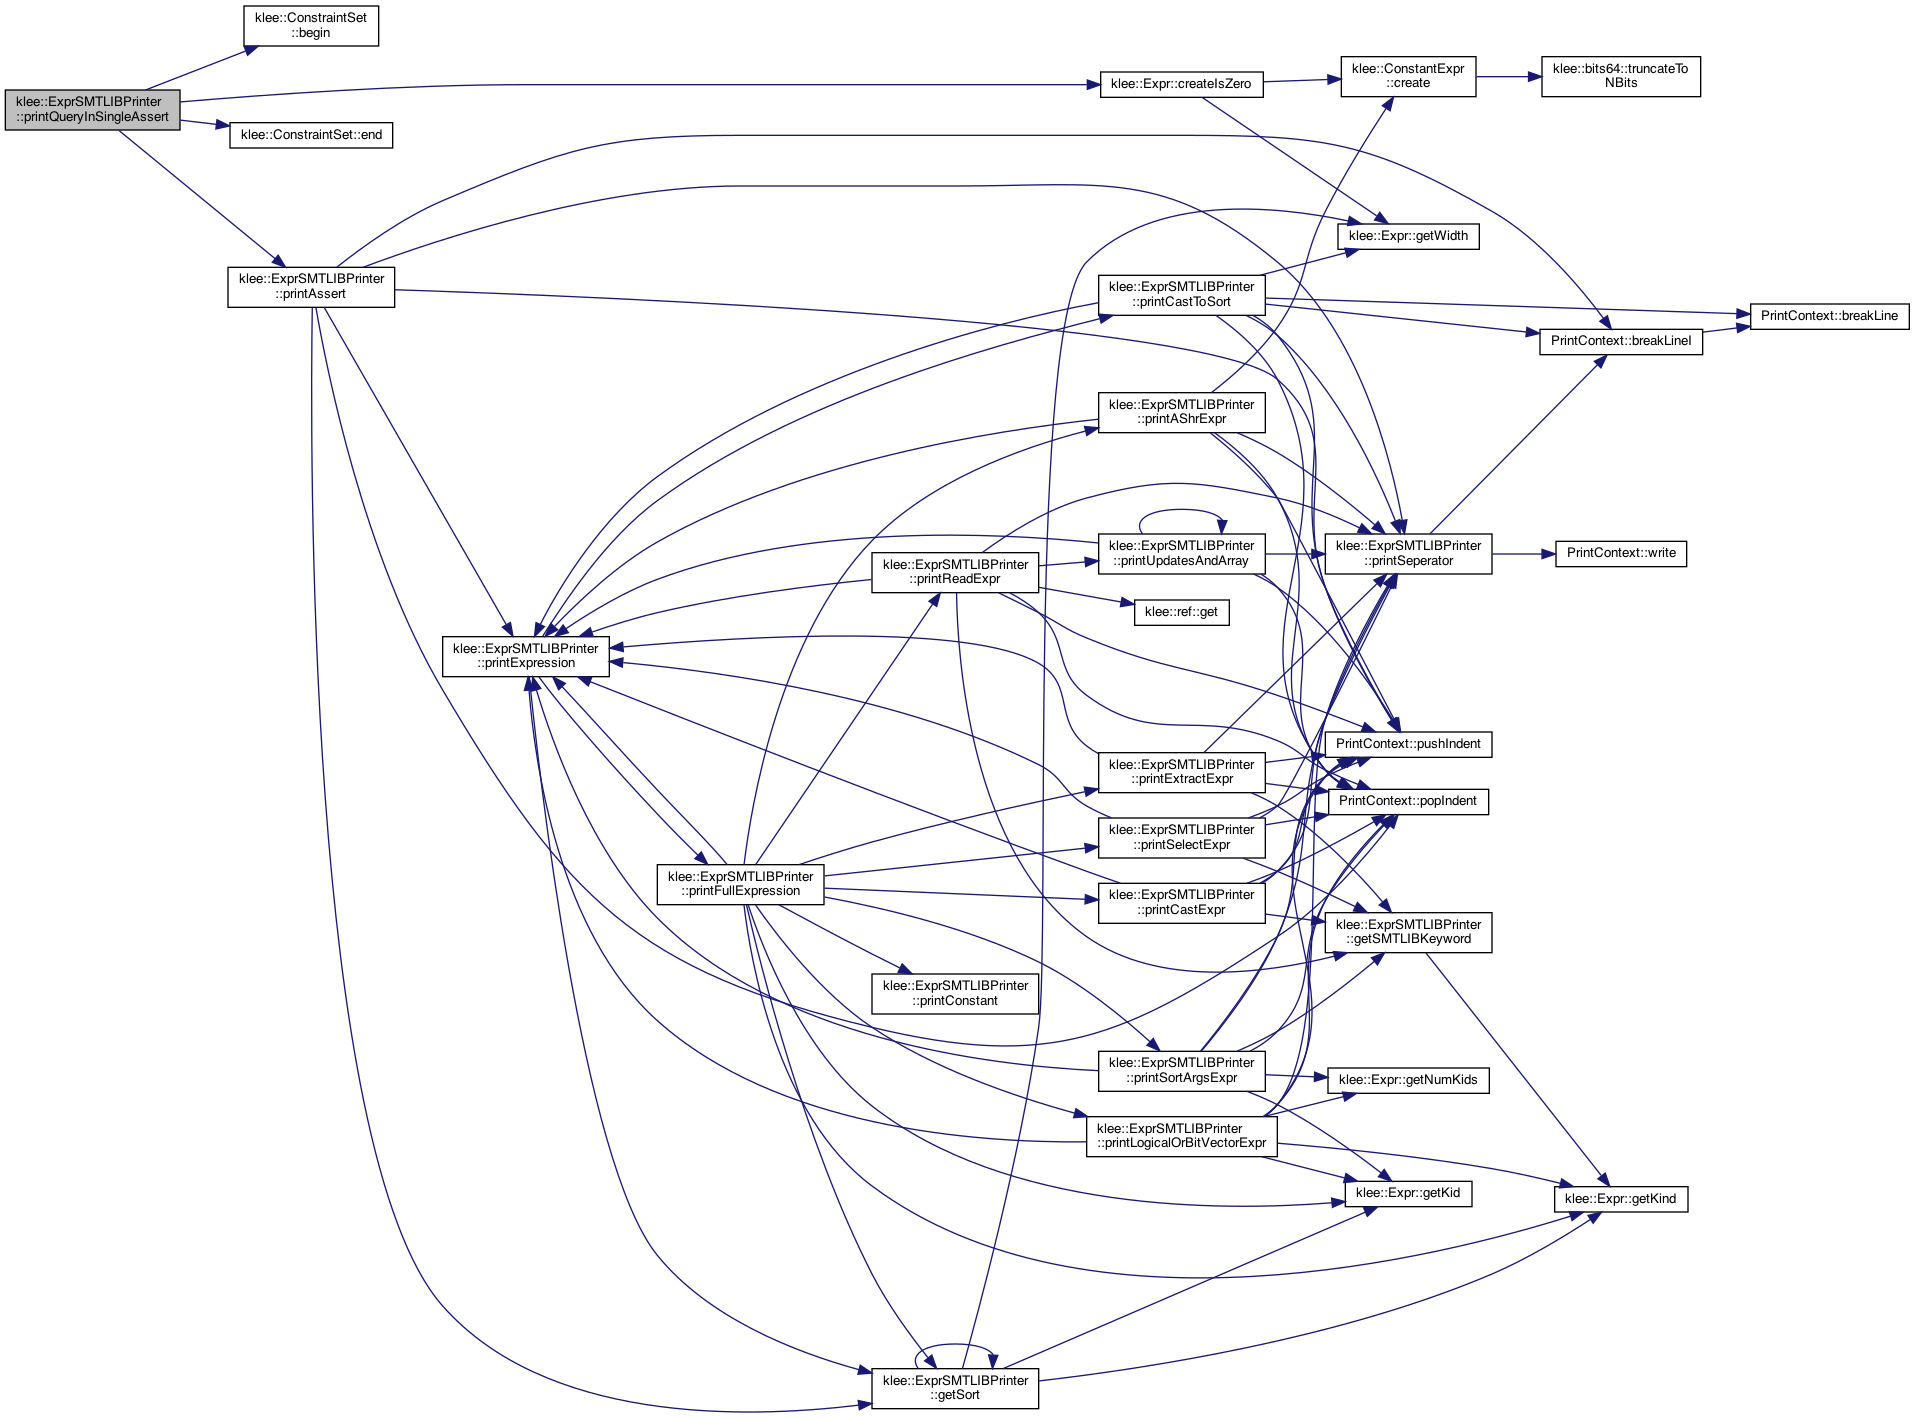 klee::ConstraintSet
::begin
klee::ExprSMTLIBPrinter
::printQueryInSingleAssert
klee::ConstraintSet::end
klee::Expr::createIsZero
klee::ConstantExpr
::create
klee::bits64::truncateTo
NBits
klee::Expr::getWidth
klee::ExprSMTLIBPrinter
::printAssert
klee::ExprSMTLIBPrinter
::printCastToSort
PrintContext::breakLine
PrintContext::breakLineI
klee::ExprSMTLIBPrinter
::printAShrExpr
klee::ExprSMTLIBPrinter
::printReadExpr
klee::ExprSMTLIBPrinter
::printUpdatesAndArray
klee::ExprSMTLIBPrinter
::printSeperator
PrintContext::write
klee::ref::get
klee::ExprSMTLIBPrinter
::printExpression
PrintContext::pushIndent
klee::ExprSMTLIBPrinter
::printExtractExpr
PrintContext::popIndent
klee::ExprSMTLIBPrinter
::printSelectExpr
klee::ExprSMTLIBPrinter
::printFullExpression
klee::ExprSMTLIBPrinter
::printCastExpr
klee::ExprSMTLIBPrinter
::getSMTLIBKeyword
klee::ExprSMTLIBPrinter
::printConstant
klee::ExprSMTLIBPrinter
::printSortArgsExpr
klee::Expr::getNumKids
klee::ExprSMTLIBPrinter
::printLogicalOrBitVectorExpr
klee::Expr::getKid
klee::Expr::getKind
klee::ExprSMTLIBPrinter
::getSort